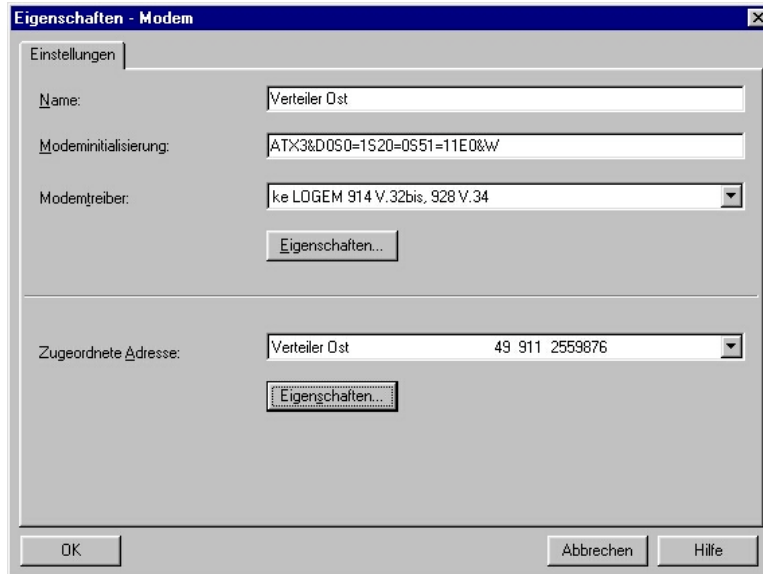 Eigenschaften - Modem
Einstellungen
Name: Verteiler Ost
Modeminitialisierung: ATX3&D0S0=1S20=0S51=11E0&W
Modemtreiber: ke LOGEM 914 V.32bis, 928 V.34
Eigenschaften...
Zugeordnete Adresse: Verteiler Ost 49 911 2559876
Eigenschaften...
OK Abbrechen Hilfe